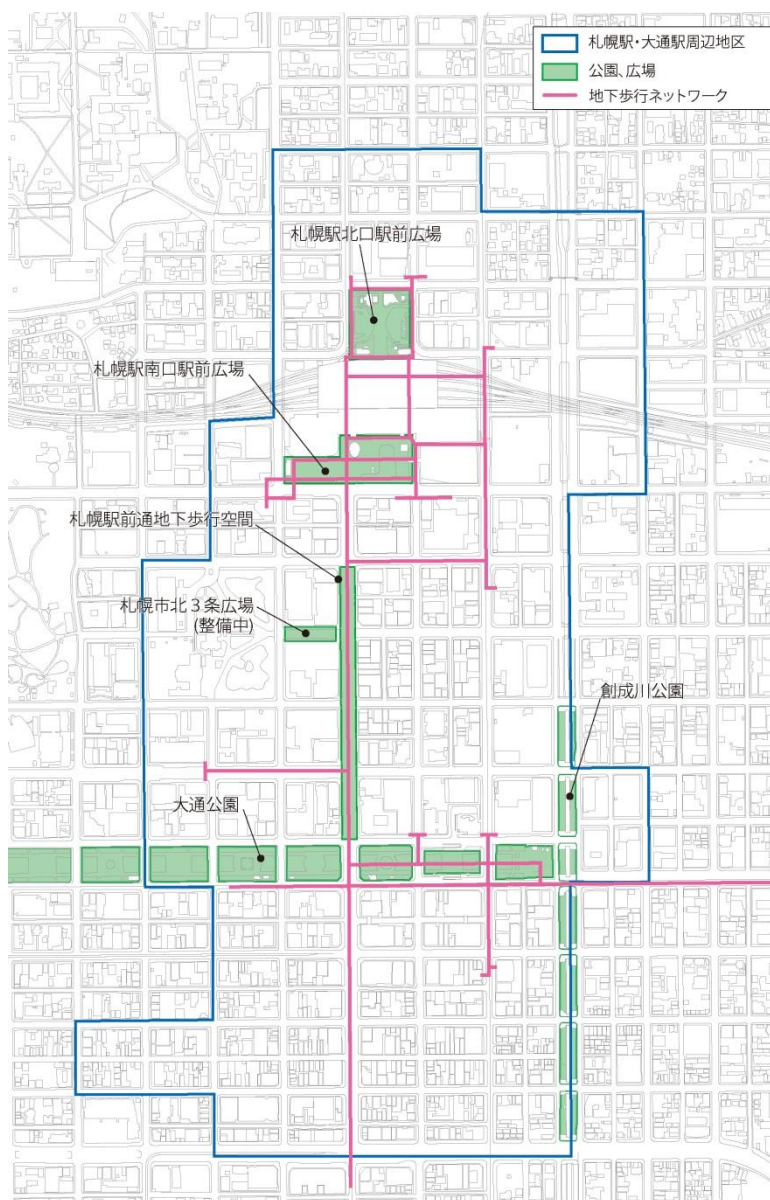 札幌駅・大通駅周辺地区
公園、広場
地下歩行ネットワーク
札幌駅北口駅前広場
札幌駅南口駅前広場
札幌駅前通地下歩行空間
札幌市北3条広場
(整備中)
創成川公園
大通公園